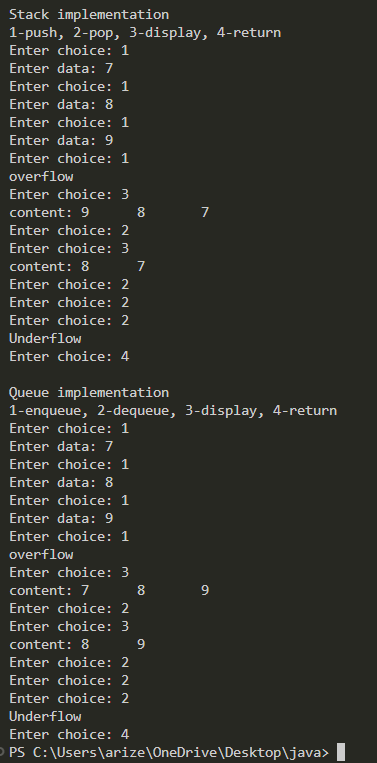 Stack implementation
1-push, 2-pop, 3-display, 4-return
Enter choice: 1
Enter data: 7
Enter choice: 1
Enter data: 8
Enter choice: 1
Enter data: 9
Enter choice: 1
overflow
Enter choice: 3
content: 9 8 7
Enter choice: 2
Enter choice: 3
content: 8 7
Enter choice: 2
Enter choice: 2
Enter choice: 2
Underflow
Enter choice: 4

Queue implementation
1-enqueue, 2-dequeue, 3-display, 4-return
Enter choice: 1
Enter data: 7
Enter choice: 1
Enter data: 8
Enter choice: 1
Enter data: 9
Enter choice: 1
overflow
Enter choice: 3
content: 7 8 9
Enter choice: 2
Enter choice: 3
content: 8 9
Enter choice: 2
Enter choice: 2
Enter choice: 2
Underflow
Enter choice: 4
PS C:\Users\arize\OneDrive\Desktop\java>